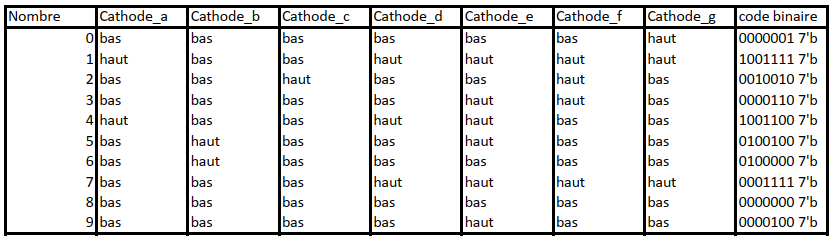 Nombre Cathode_a Cathode_b Cathode_c Cathode_d Cathode_e Cathode_f Cathode_g code binaire
0 bas bas bas bas bas bas haut 0000001 7'b
1 haut bas bas haut haut haut haut 1001111 7'b
2 bas bas haut bas bas haut bas 0010010 7'b
3 bas bas bas bas haut haut bas 0000110 7'b
4 haut bas bas haut haut bas bas 1001100 7'b
5 bas haut bas bas haut bas bas 0100100 7'b
6 bas haut bas bas bas bas bas 0100000 7'b
7 bas bas bas haut haut haut haut 0001111 7'b
8 bas bas bas bas bas bas bas 0000000 7'b
9 bas bas bas bas haut bas bas 0000100 7'b